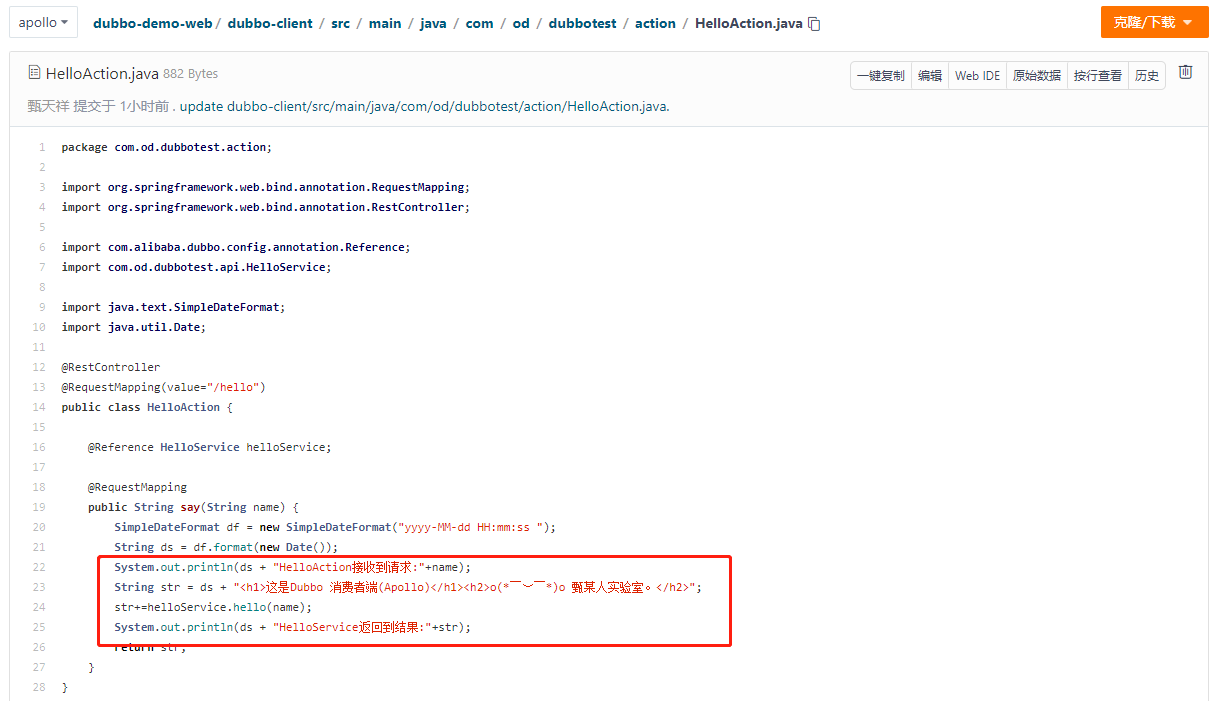 apollo
dubbo-demo-web / dubbo-client / src / main / java / com / od / dubbotest / action / HelloAction.java
克隆/下载
HelloAction.java 882 Bytes
一键复制 编辑 Web IDE 原始数据 按行查看 历史
甄天祥 提交于 1小时前 . update dubbo-client/src/main/java/com/od/dubbotest/action/HelloAction.java.
1 package com.od.dubbotest.action;
2
3 import org.springframework.web.bind.annotation.RequestMapping;
4 import org.springframework.web.bind.annotation.RestController;
5
6 import com.alibaba.dubbo.config.annotation.Reference;
7 import com.od.dubbotest.api.HelloService;
8
9 import java.text.SimpleDateFormat;
10 import java.util.Date;
11
12 @RestController
13 @RequestMapping(value="/hello")
14 public class HelloAction {
15
16 @Reference HelloService helloService;
17
18 @RequestMapping
19 public String say(String name) {
20 SimpleDateFormat df = new SimpleDateFormat("yyyy-MM-dd HH:mm:ss ");
21 String ds = df.format(new Date());
22 System.out.println(ds + "HelloAction接收到请求:"+name);
23 String str = ds + "<h1>这是Dubbo 消费者端(Apollo)</h1><h2>o(*￣︶￣*)o 甄某人实验室。</h2>";
24 str+=helloService.hello(name);
25 System.out.println(ds + "HelloService返回到结果:"+str);
26 return str;
27 }
28 }